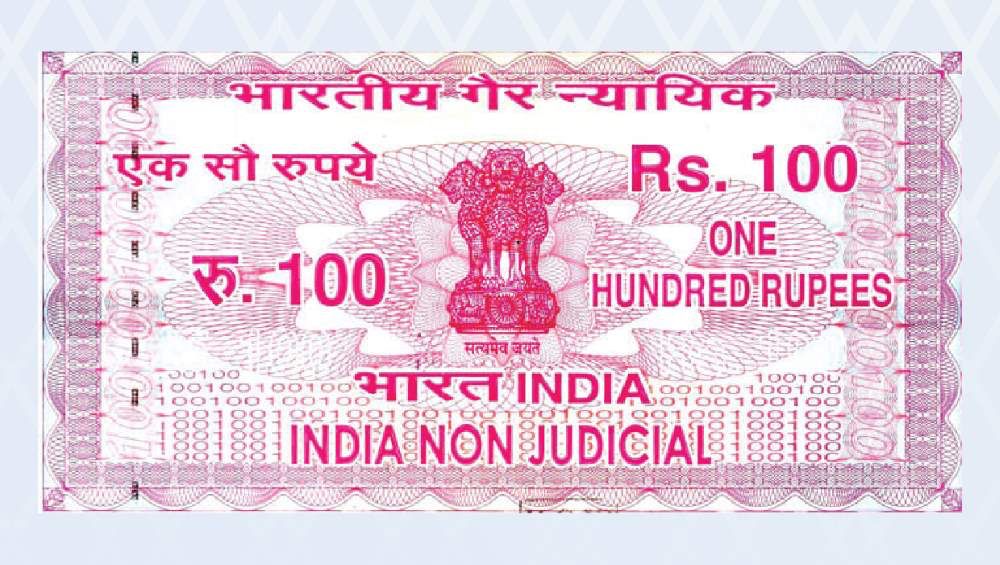 भारतीय गैर न्यायिक
एक सौ रुपये
Rs. 100
रु. 100
ONE
HUNDRED RUPEES
सत्यमेव जयते
भारत INDIA
INDIA NON JUDICIAL